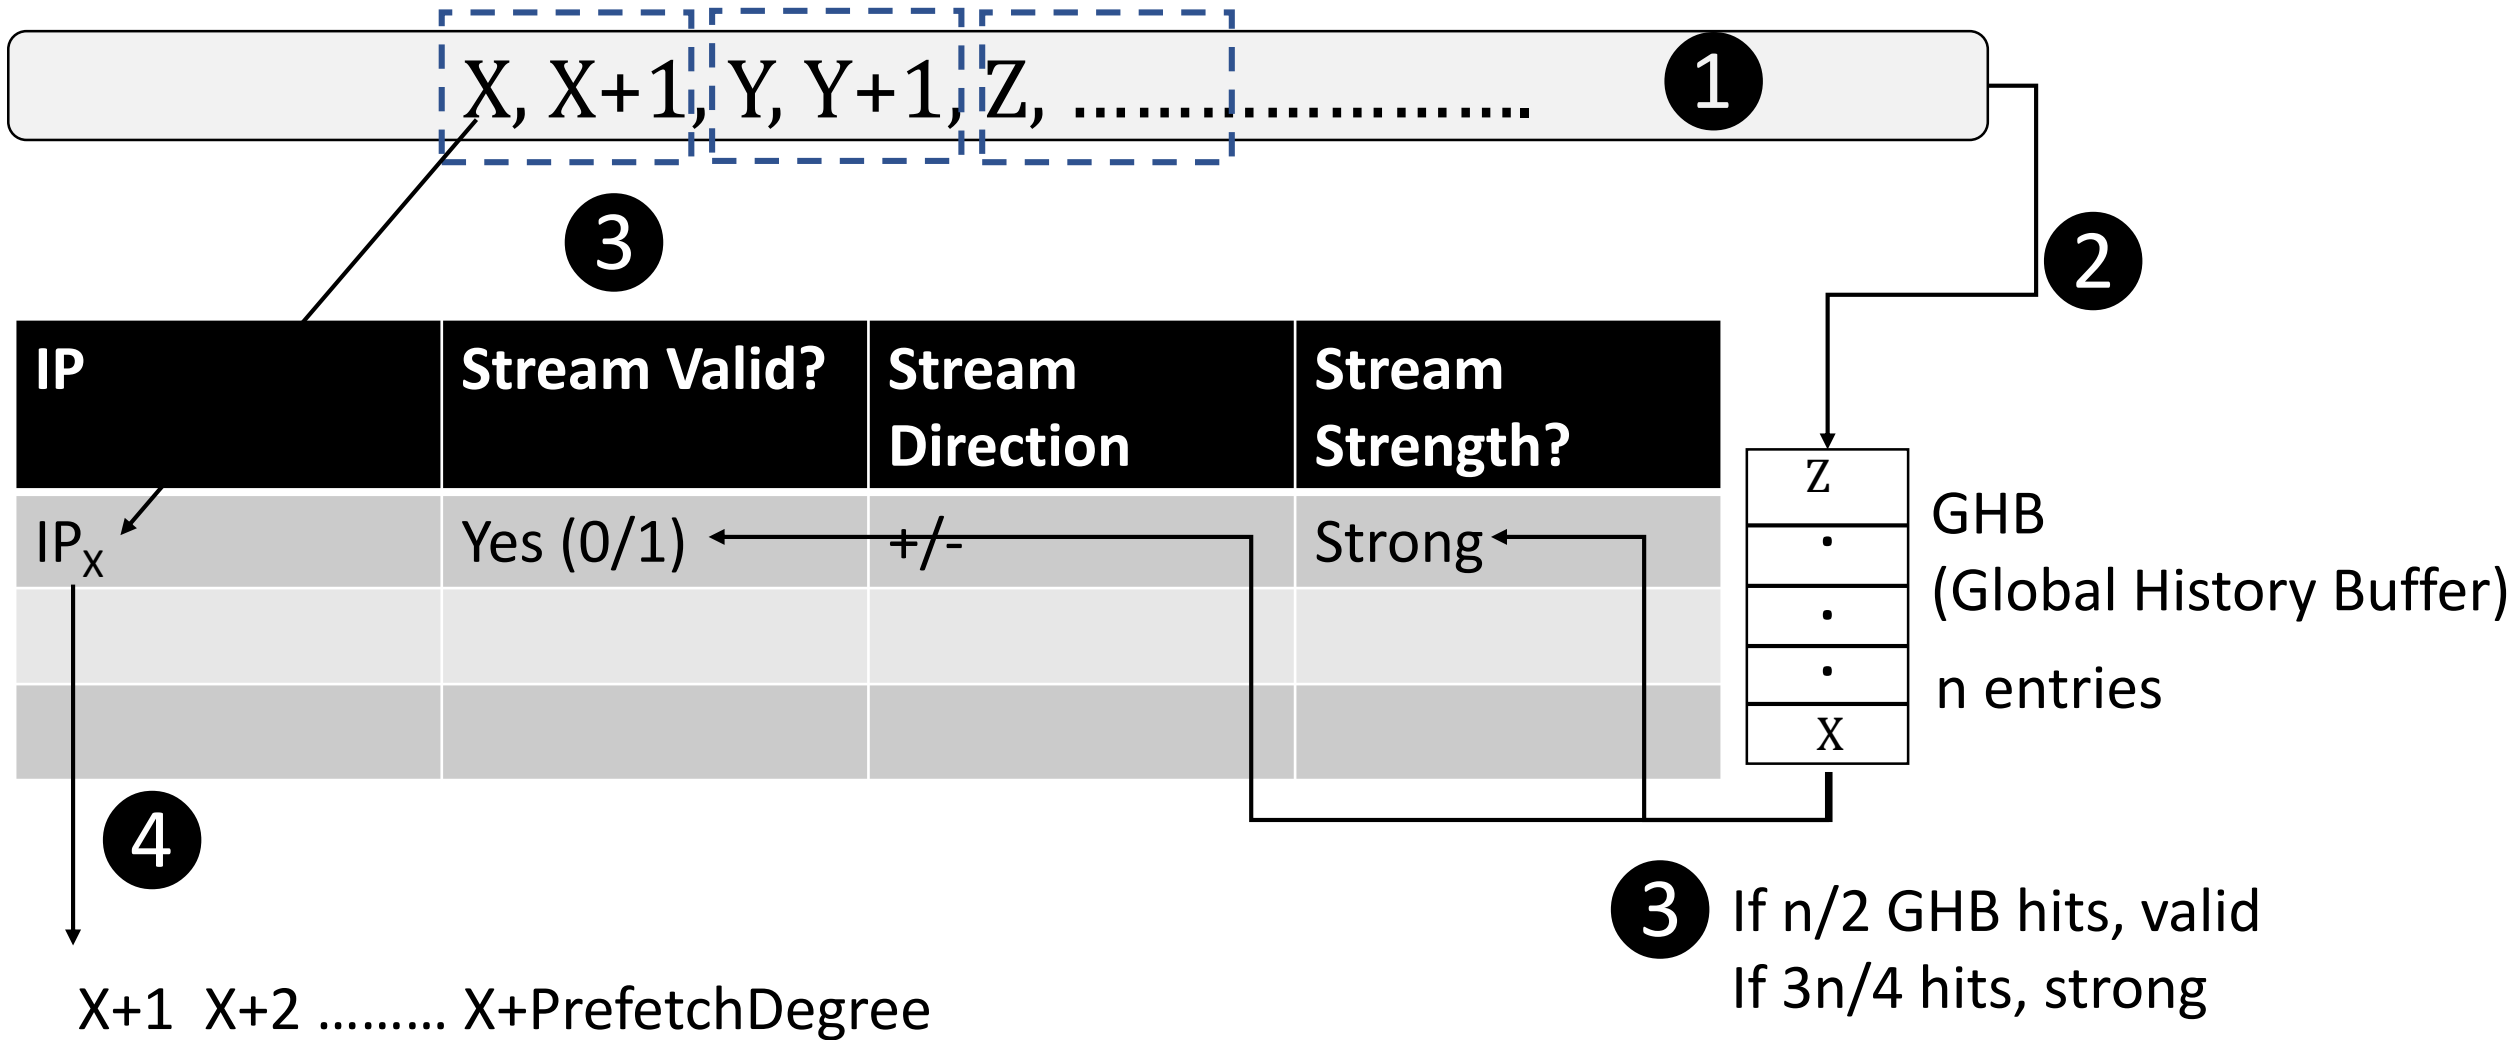 X, X+1, Y, Y+1, Z, ......................
1
2
3
IP Stream Valid? Stream Direction Stream Strength?
IPX Yes (0/1) +/- Strong
Z
.
.
.
X
GHB
(Global History Buffer)
n entries
4
3
If n/2 GHB hits, valid
If 3n/4 hits, strong
X+1 X+2 ......... X+PrefetchDegree